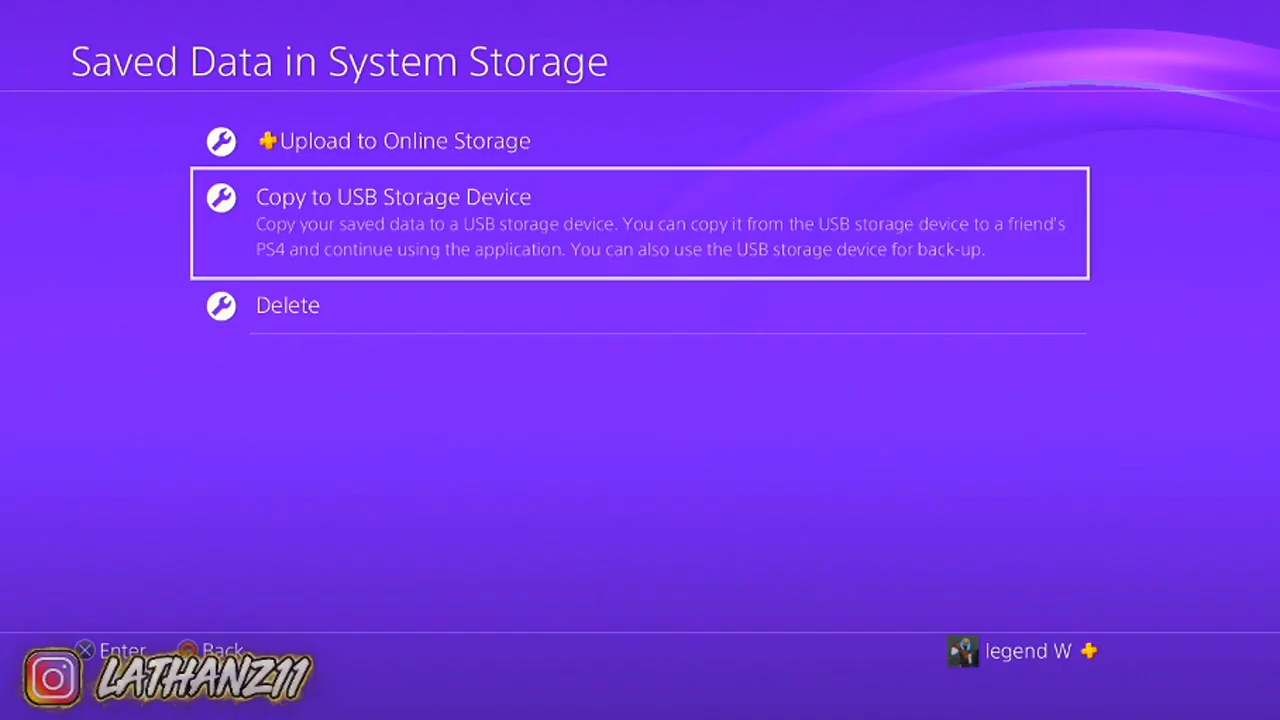 Saved Data in System Storage
Upload to Online Storage
Copy to USB Storage Device
Copy your saved data to a USB storage device. You can copy it from the USB storage device to a friend's
PS4 and continue using the application. You can also use the USB storage device for back-up.
Delete
Enter Back
legend W
LATHANZ11